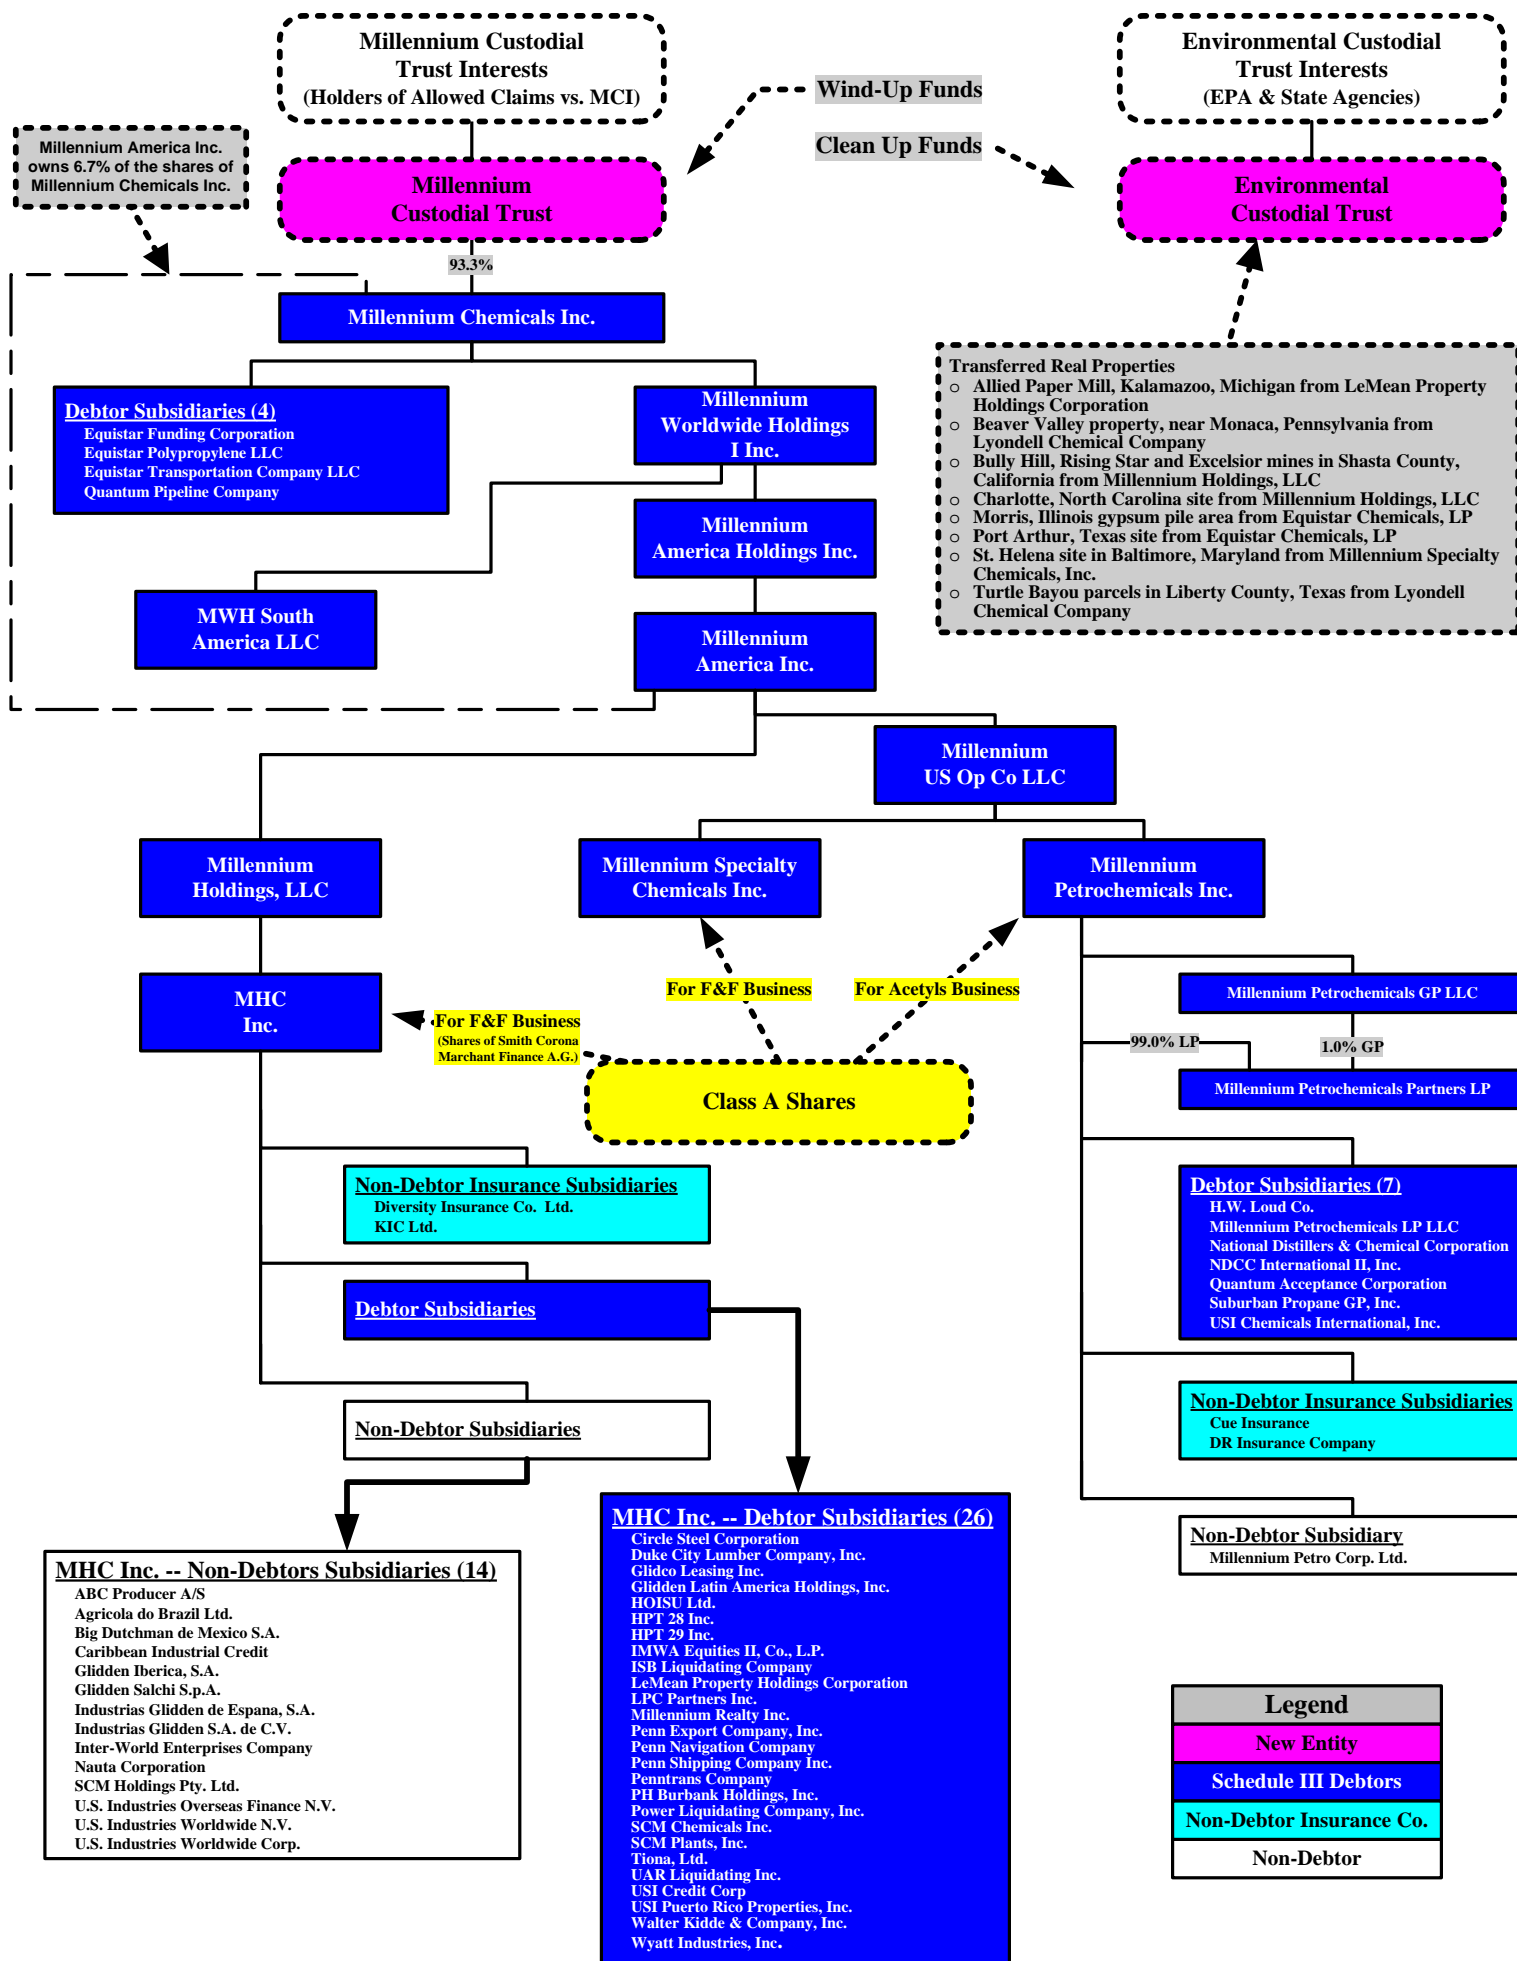 Millennium Custodial
Trust Interests
(Holders of Allowed Claims vs. MCI)
Environmental Custodial
Trust Interests
(EPA & State Agencies)
Wind-Up Funds
Clean Up Funds
Millennium America Inc.
owns 6.7% of the shares of
Millennium Chemicals Inc.
Millennium
Custodial Trust
Environmental
Custodial Trust
93.3%
Millennium Chemicals Inc.
Transferred Real Properties
o Allied Paper Mill, Kalamazoo, Michigan from LeMean Property
Holdings Corporation
o Beaver Valley property, near Monaca, Pennsylvania from
Lyondell Chemical Company
o Bully Hill, Rising Star and Excelsior mines in Shasta County,
California from Millennium Holdings, LLC
o Charlotte, North Carolina site from Millennium Holdings, LLC
o Morris, Illinois gypsum pile area from Equistar Chemicals, LP
o Port Arthur, Texas site from Equistar Chemicals, LP
o St. Helena site in Baltimore, Maryland from Millennium Specialty
Chemicals, Inc.
o Turtle Bayou parcels in Liberty County, Texas from Lyondell
Chemical Company
Debtor Subsidiaries (4)
Equistar Funding Corporation
Equistar Polypropylene LLC
Equistar Transportation Company LLC
Quantum Pipeline Company
Millennium
Worldwide Holdings
I Inc.
Millennium
America Holdings Inc.
MWH South
America LLC
Millennium
America Inc.
Millennium
US Op Co LLC
Millennium
Holdings, LLC
Millennium Specialty
Chemicals Inc.
Millennium
Petrochemicals Inc.
MHC
Inc.
For F&F Business
For Acetyls Business
Millennium Petrochemicals GP LLC
For F&F Business
(Shares of Smith Corona
Marchant Finance A.G.)
99.0% LP
1.0% GP
Class A Shares
Millennium Petrochemicals Partners LP
Non-Debtor Insurance Subsidiaries
Diversity Insurance Co. Ltd.
KIC Ltd.
Debtor Subsidiaries (7)
H.W. Loud Co.
Millennium Petrochemicals LP LLC
National Distillers & Chemical Corporation
NDCC International II, Inc.
Quantum Acceptance Corporation
Suburban Propane GP, Inc.
USI Chemicals International, Inc.
Debtor Subsidiaries
Non-Debtor Subsidiaries
Non-Debtor Insurance Subsidiaries
Cue Insurance
DR Insurance Company
Non-Debtor Subsidiary
Millennium Petro Corp. Ltd.
MHC Inc. -- Non-Debtors Subsidiaries (14)
ABC Producer A/S
Agricola do Brazil Ltd.
Big Dutchman de Mexico S.A.
Caribbean Industrial Credit
Glidden Iberica, S.A.
Glidden Salchi S.p.A.
Industrias Glidden de Espana, S.A.
Industrias Glidden S.A. de C.V.
Inter-World Enterprises Company
Nauta Corporation
SCM Holdings Pty. Ltd.
U.S. Industries Overseas Finance N.V.
U.S. Industries Worldwide N.V.
U.S. Industries Worldwide Corp.
MHC Inc. -- Debtor Subsidiaries (26)
Circle Steel Corporation
Duke City Lumber Company, Inc.
Glidco Leasing Inc.
Glidden Latin America Holdings, Inc.
HOISU Ltd.
HPT 28 Inc.
HPT 29 Inc.
IMWA Equities II, Co., L.P.
ISB Liquidating Company
LeMean Property Holdings Corporation
LPC Partners Inc.
Millennium Realty Inc.
Penn Export Company, Inc.
Penn Navigation Company
Penn Shipping Company Inc.
Penntrans Company
PH Burbank Holdings, Inc.
Power Liquidating Company, Inc.
SCM Chemicals Inc.
SCM Plants, Inc.
Tiona, Ltd.
UAR Liquidating Inc.
USI Credit Corp
USI Puerto Rico Properties, Inc.
Walter Kidde & Company, Inc.
Wyatt Industries, Inc.
Legend
New Entity
Schedule III Debtors
Non-Debtor Insurance Co.
Non-Debtor